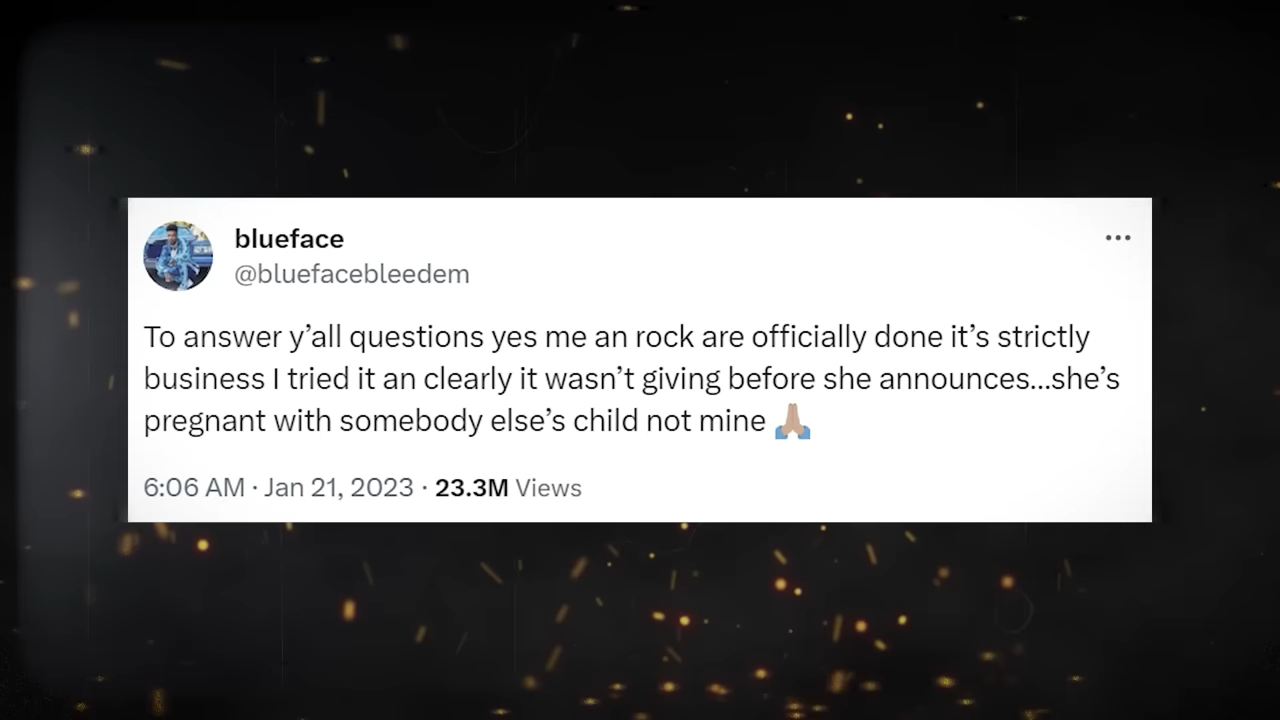 blueface
@bluefacebleedem
To answer y’all questions yes me an rock are officially done it’s strictly
business I tried it an clearly it wasn’t giving before she announces...she’s
pregnant with somebody else’s child not mine 🙏🏼
6:06 AM · Jan 21, 2023 · 23.3M Views